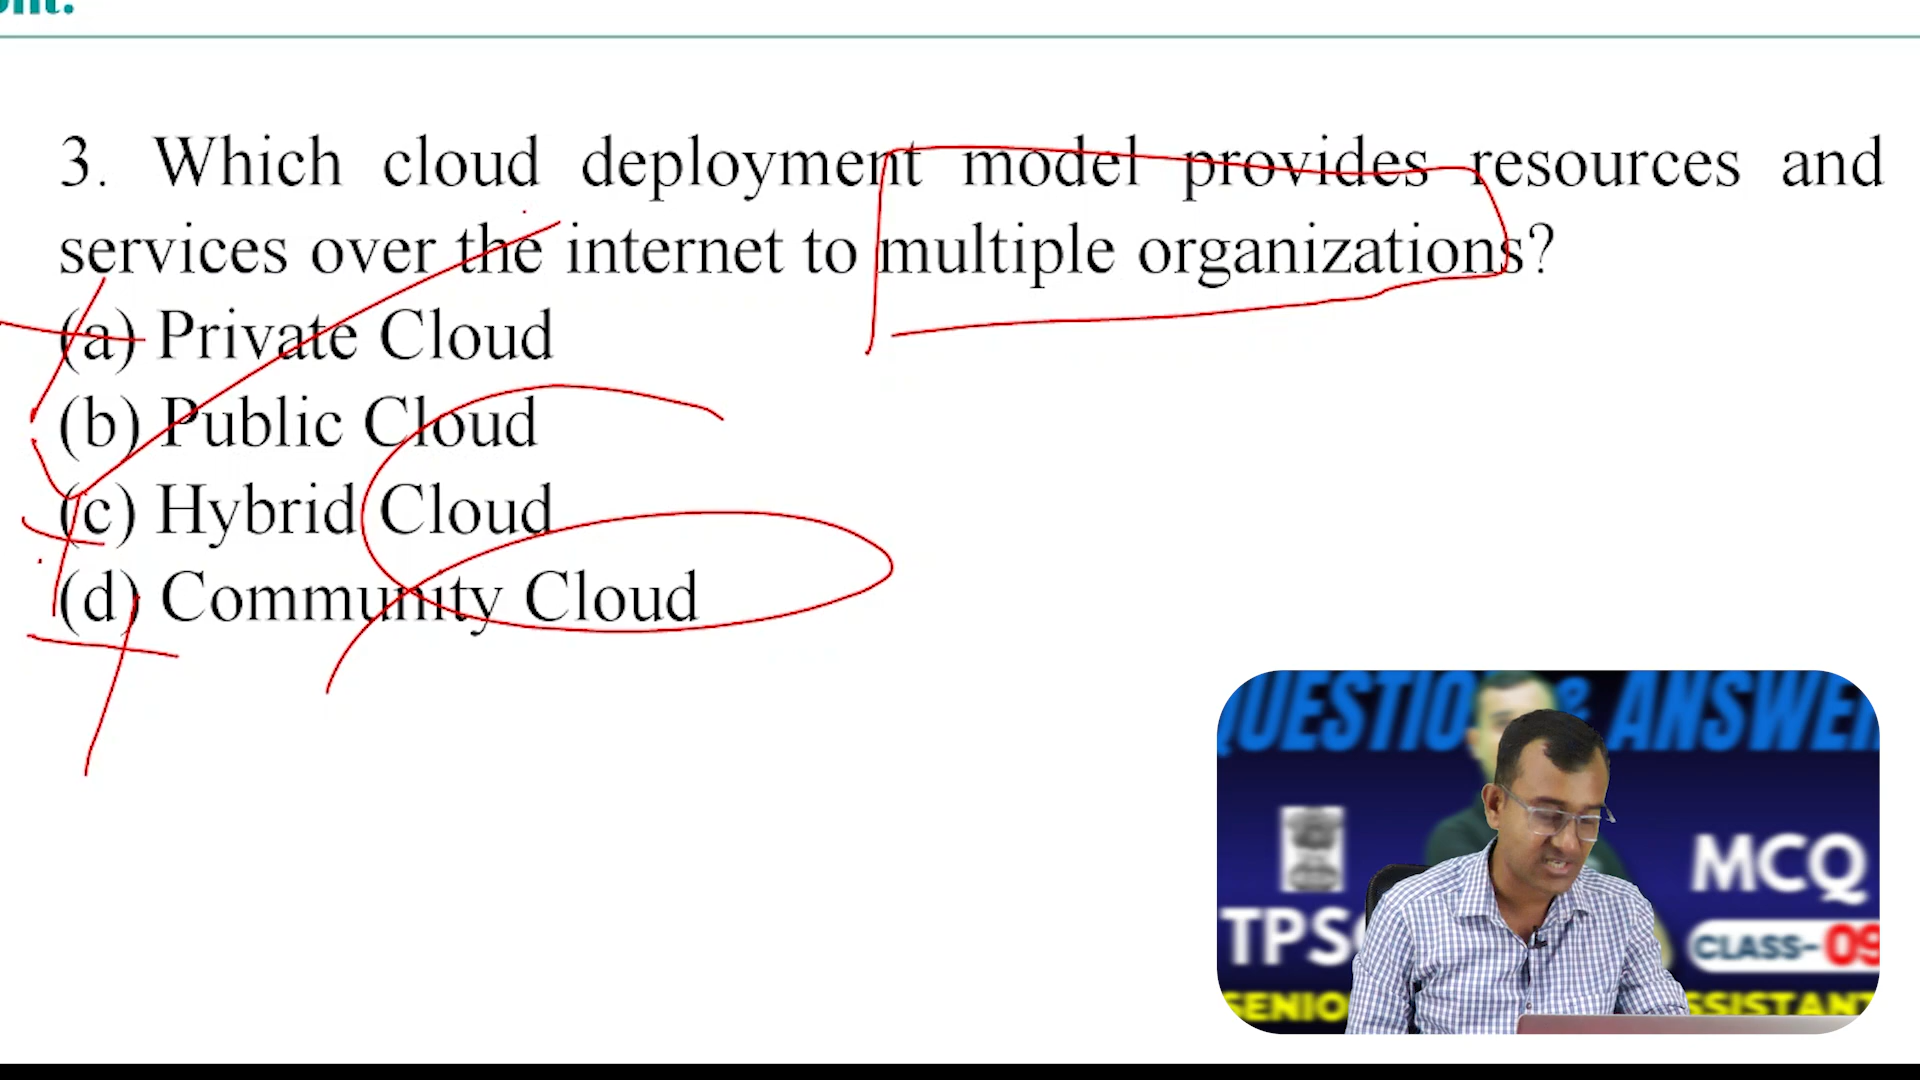 3. Which cloud deployment model provides resources and
services over the internet to multiple organizations?
(a) Private Cloud
(b) Public Cloud
(c) Hybrid Cloud
(d) Community Cloud
MCQ
CLASS-09